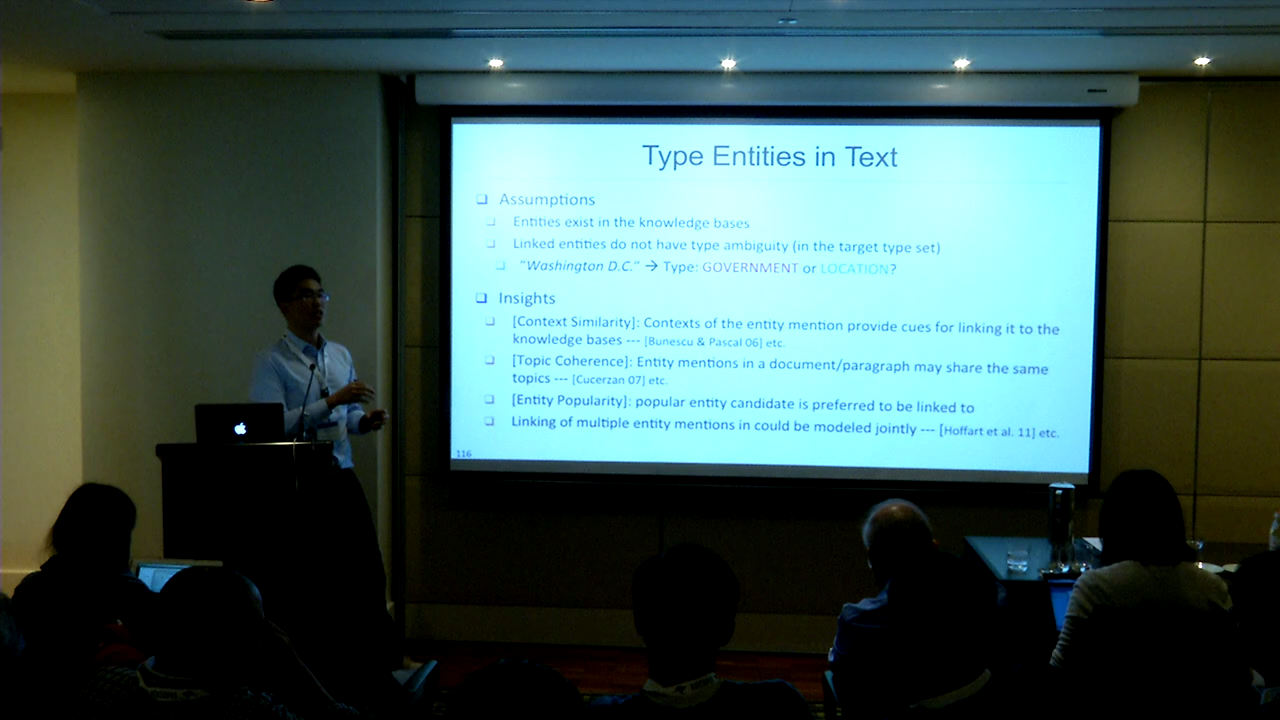 Type Entities in Text
Assumptions
Entities exist in the knowledge bases
Linked entities do not have type ambiguity (in the target type set)
"Washington D.C." → Type: GOVERNMENT or LOCATION?
Insights
[Context Similarity]: Contexts of the entity mention provide cues for linking it to the
knowledge bases --- [Bunescu & Pascal 06] etc.
[Topic Coherence]: Entity mentions in a document/paragraph may share the same
topics --- [Cucerzan 07] etc.
[Entity Popularity]: popular entity candidate is preferred to be linked to
Linking of multiple entity mentions in could be modeled jointly --- [Hoffart et al. 11] etc.
116